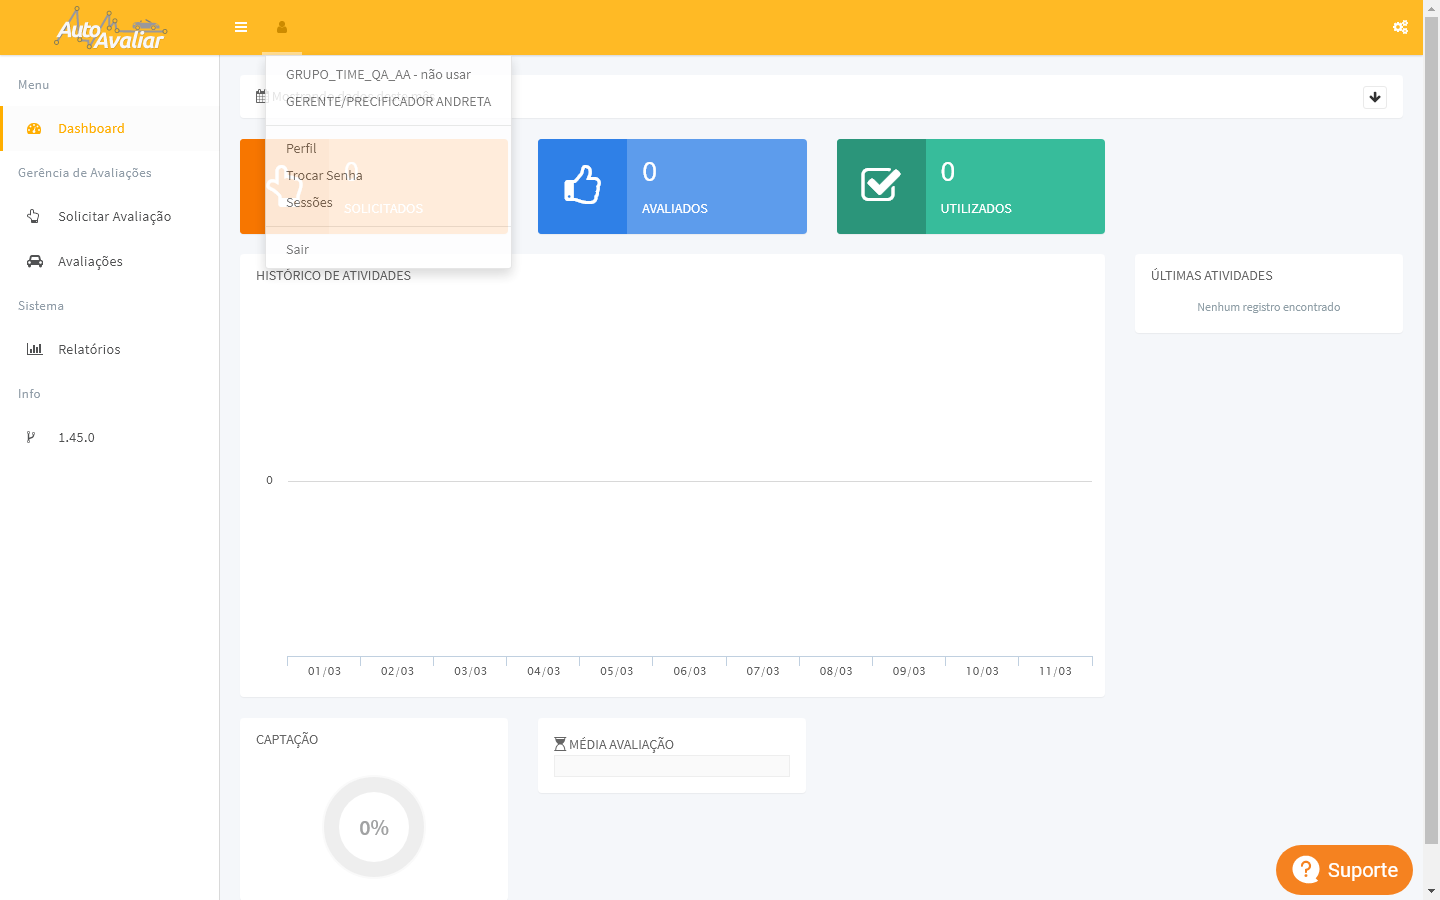 Auto Avaliar
GRUPO_TIME_QA_AA - não usar
GERENTE/PRECIFICADOR ANDRETA
Perfil
Trocar Senha
Sessões
Sair
Menu
Dashboard
Gerência de Avaliações
Solicitar Avaliação
Avaliações
Sistema
Relatórios
Info
1.45.0
0
SOLICITADOS
0
AVALIADOS
0
UTILIZADOS
HISTÓRICO DE ATIVIDADES
0
01/03 02/03 03/03 04/03 05/03 06/03 07/03 08/03 09/03 10/03 11/03
ÚLTIMAS ATIVIDADES
Nenhum registro encontrado
CAPTAÇÃO
0%
MÉDIA AVALIAÇÃO
Suporte